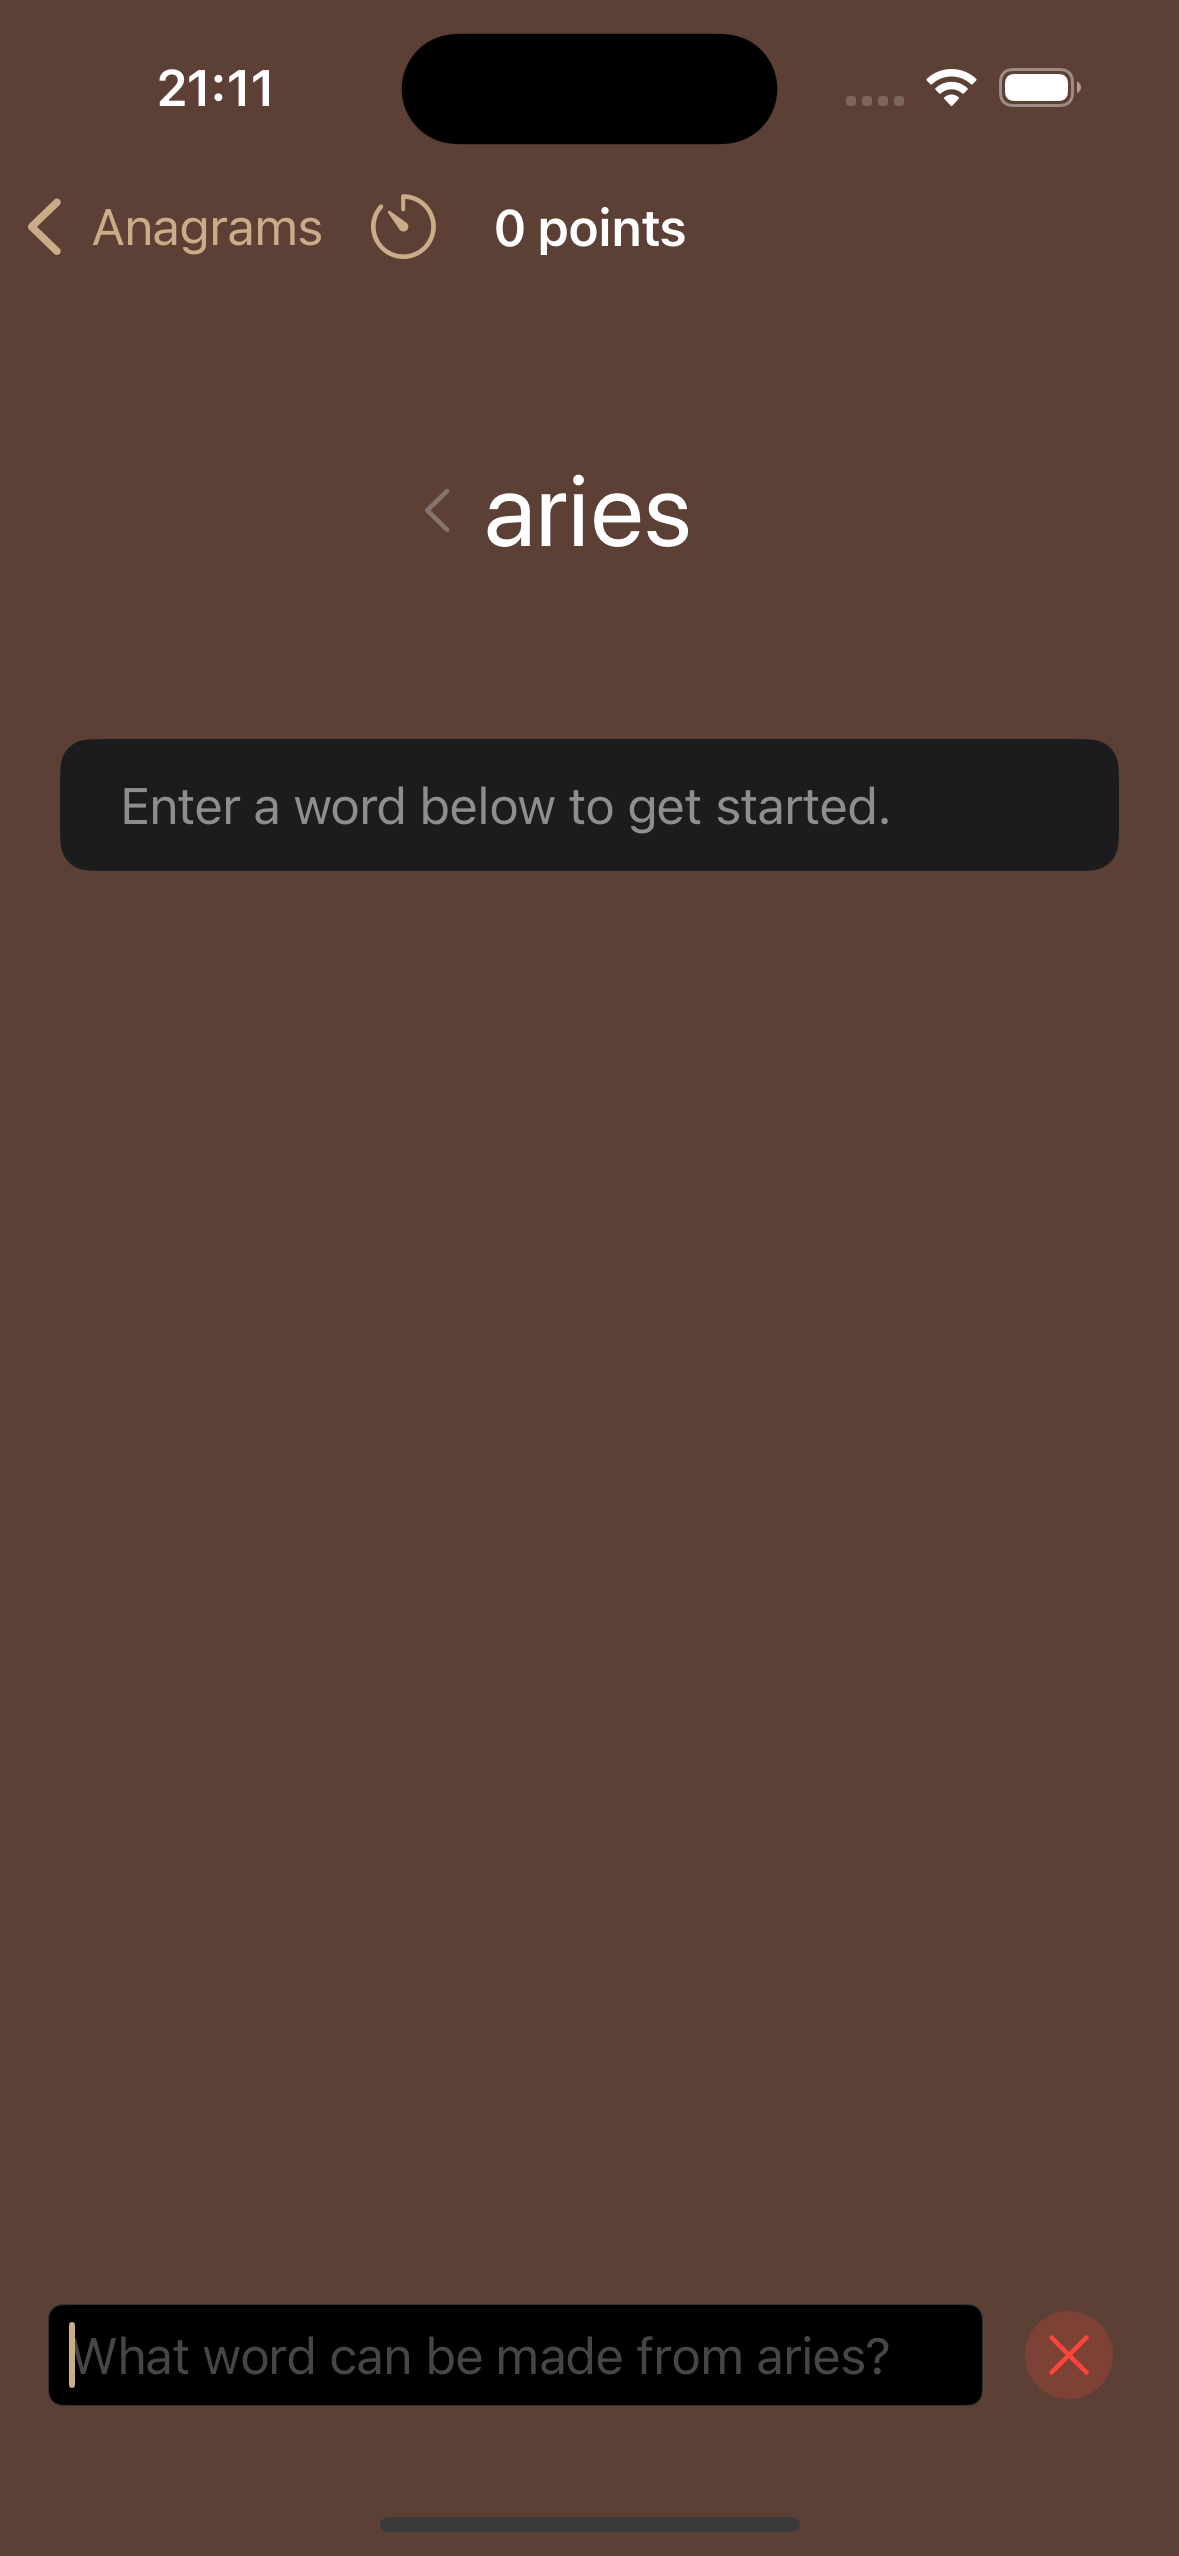 21:11
Anagrams
0 points
aries
Enter a word below to get started.
What word can be made from aries?